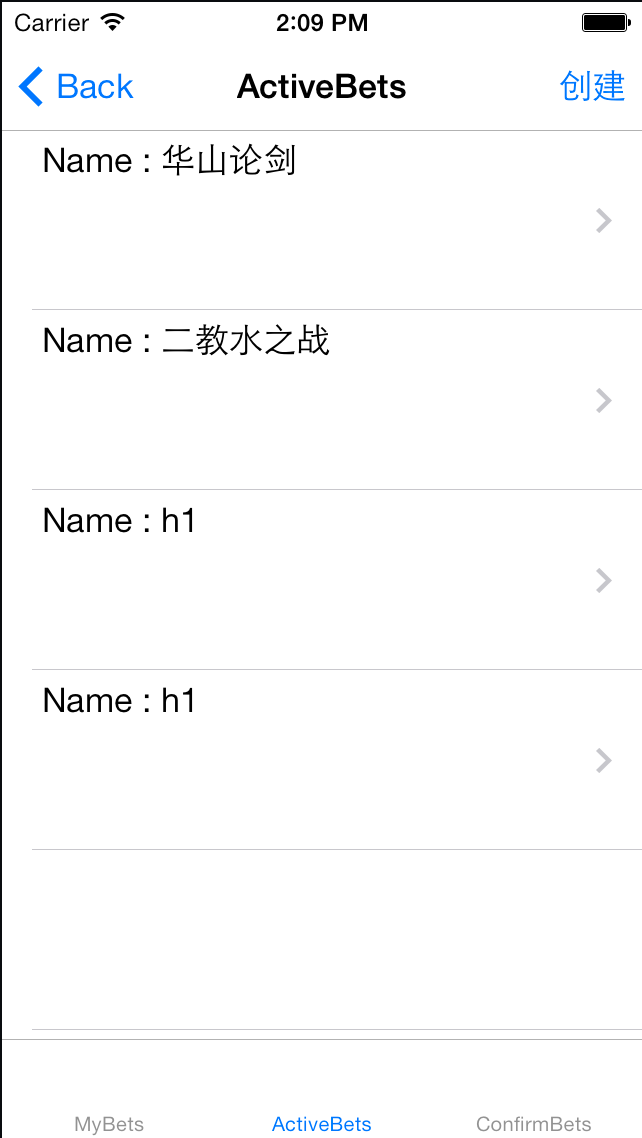 Carrier 2:09 PM
Back ActiveBets 创建
Name : 华山论剑
Name : 二教水之战
Name : h1
Name : h1
MyBets ActiveBets ConfirmBets